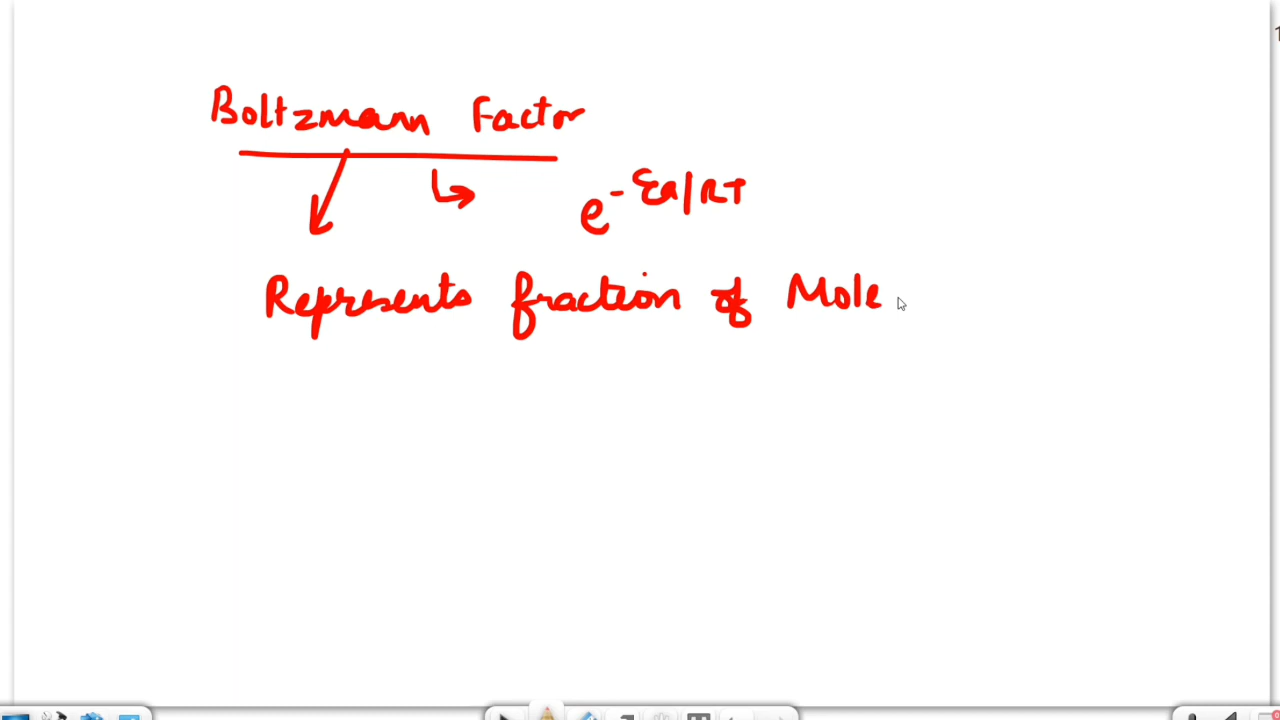 Boltzmann Factor
e^-Ea/RT
Represents fraction of Mole